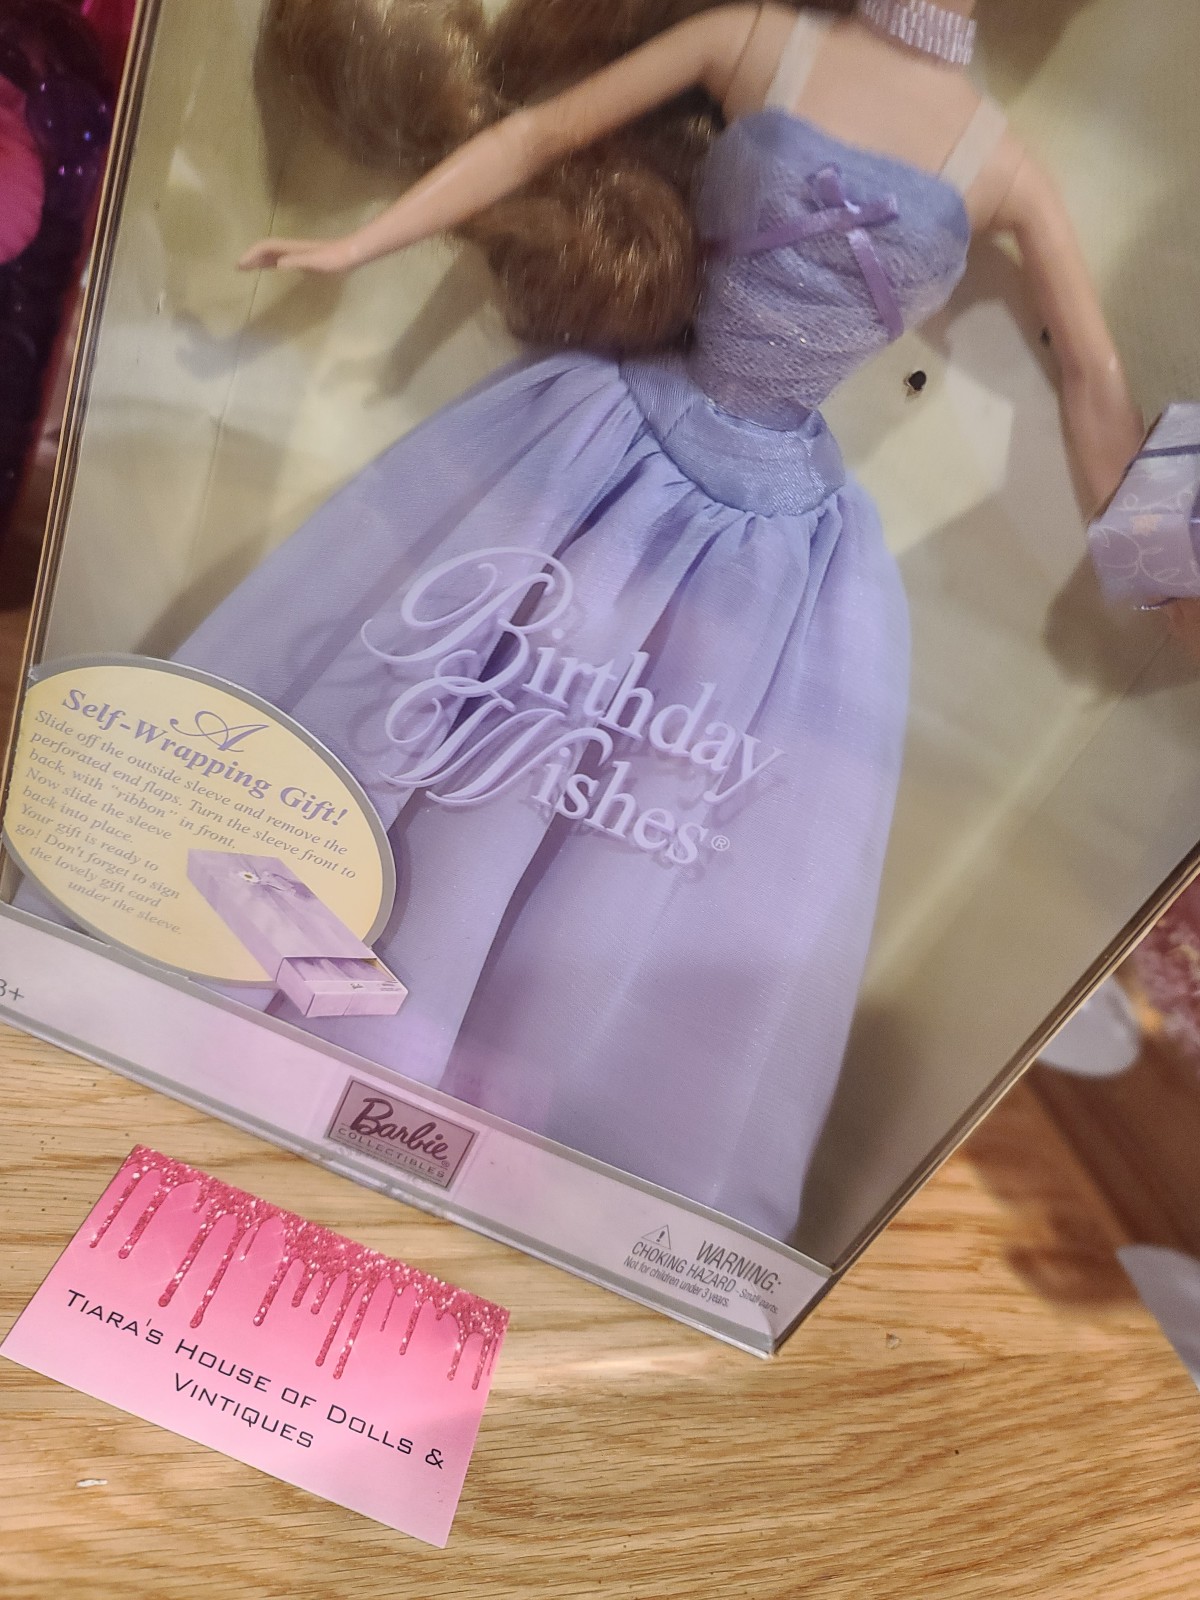 Birthday
Wishes®
A
Self-Wrapping Gift!
Slide off the outside sleeve and remove the
perforated end flaps. Turn the sleeve front to
back, with "ribbon" in front.
Now slide the sleeve
back into place.
Your gift is ready to
go! Don't forget to sign
the lovely gift card
under the sleeve.
3+
Barbie®
COLLECTIBLES
WARNING:
CHOKING HAZARD - Small parts.
Not for children under 3 years.
TIARA'S HOUSE OF DOLLS &
VINTIQUES